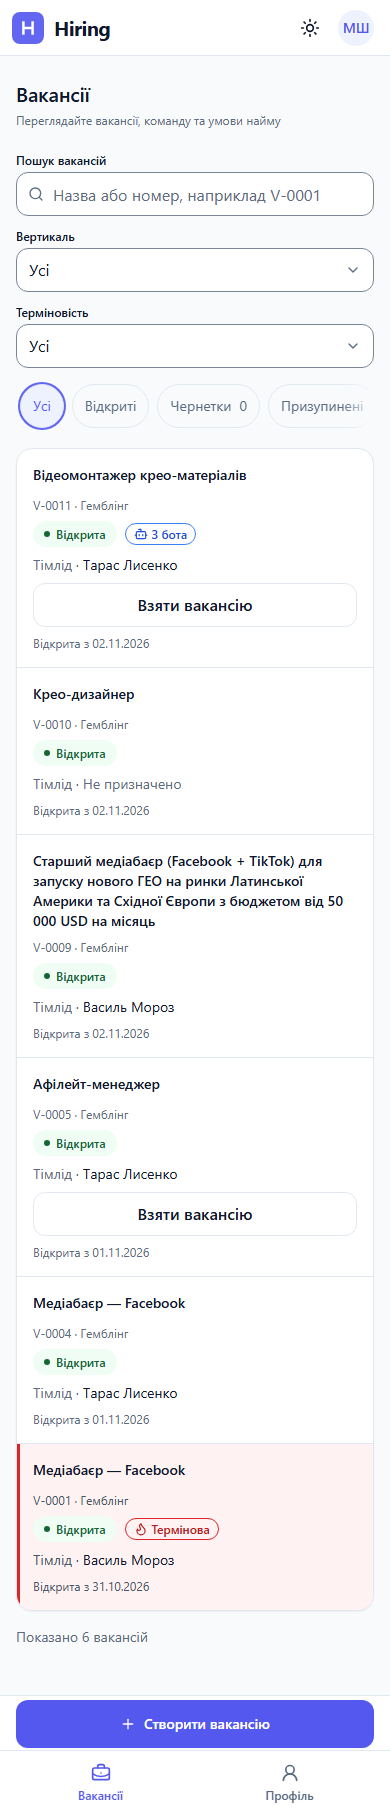 H Hiring МШ
Вакансії
Переглядайте вакансії, команду та умови найму
Пошук вакансій
Назва або номер, наприклад V-0001
Вертикаль
Усі
Терміновість
Усі
Усі Відкриті Чернетки 0 Призупинені
Відеомонтажер крео-матеріалів
V-0011 · Гемблінг
Відкрита З бота
Тімлід · Тарас Лисенко
Взяти вакансію
Відкрита з 02.11.2026
Крео-дизайнер
V-0010 · Гемблінг
Відкрита
Тімлід · Не призначено
Відкрита з 02.11.2026
Старший медіабаєр (Facebook + TikTok) для
запуску нового ГЕО на ринки Латинської
Америки та Східної Європи з бюджетом від 50
000 USD на місяць
V-0009 · Гемблінг
Відкрита
Тімлід · Василь Мороз
Відкрита з 02.11.2026
Афілейт-менеджер
V-0005 · Гемблінг
Відкрита
Тімлід · Тарас Лисенко
Взяти вакансію
Відкрита з 01.11.2026
Медіабаєр — Facebook
V-0004 · Гемблінг
Відкрита
Тімлід · Тарас Лисенко
Відкрита з 01.11.2026
Медіабаєр — Facebook
V-0001 · Гемблінг
Відкрита Термінова
Тімлід · Василь Мороз
Відкрита з 31.10.2026
Показано 6 вакансій
+ Створити вакансію
Вакансії Профіль